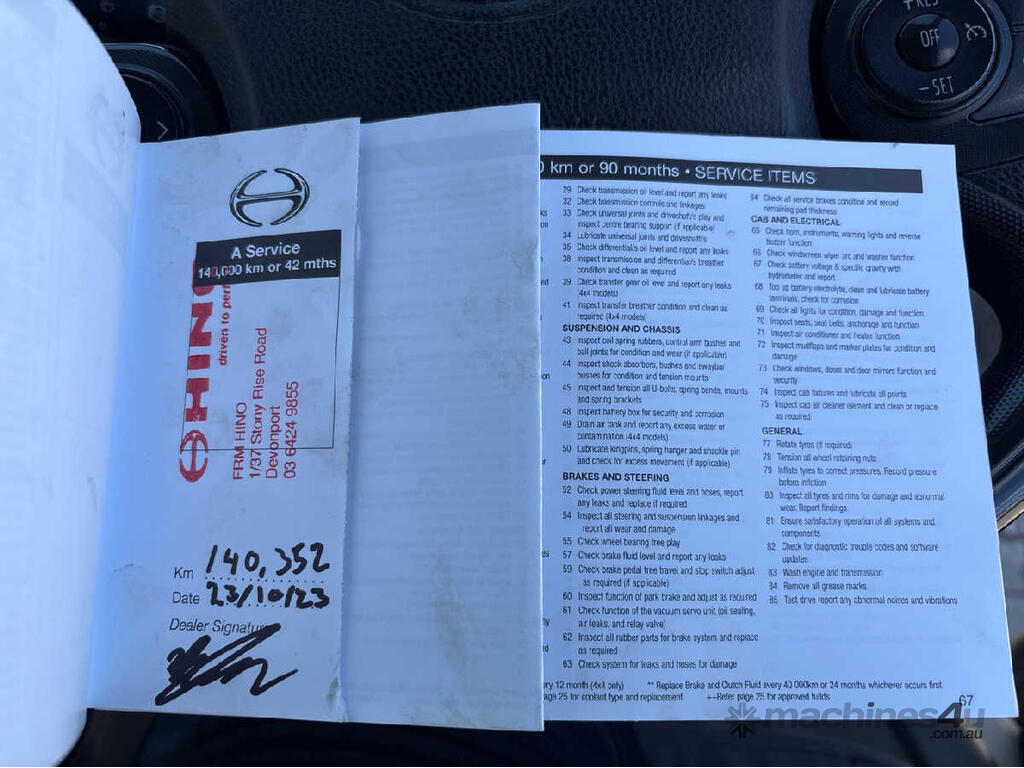 +RES
OFF
−SET
A Service
140,000 km or 42 mths
HINO
driven to perf
FRM HINO
1/37 Stony Rise Road
Devonport
03 6424 9855
Km 140,352
Date 23/10/23
Dealer Signature
0 km or 90 months • SERVICE ITEMS
29 Check transmission oil level and report any leaks
32 Check transmission controls and linkages
33 Check universal joints and driveshaft's play and
inspect centre bearing support (if applicable)
34 Lubricate universal joints and driveshafts
35 Check differential's oil level and report any leaks
38 Inspect transmission and differential's breather
condition and clean as required
39 Check transfer gear oil level and report any leaks
(4x4 models)
41 Inspect transfer breather condition and clean as
required (4x4 models)
SUSPENSION AND CHASSIS
43 Inspect coil spring rubbers, control arm bushes and
ball joints for condition and wear (if applicable)
44 Inspect shock absorbers, bushes and swaybar
bushes for condition and tension mounts
45 Inspect and tension all U-bolts, spring bends, mounts
and spring brackets
48 Inspect battery box for security and corrosion
49 Drain air tank and report any excess water or
contamination (4x4 models)
50 Lubricate kingpins, spring hanger and shackle pin
and check for excess movement (if applicable)
BRAKES AND STEERING
52 Check power steering fluid level and hoses, report
any leaks and replace if required
54 Inspect all steering and suspension linkages and
report all wear and damage
55 Check wheel bearing free play
57 Check brake fluid level and report any leaks
59 Check brake pedal free travel and stop switch adjust
as required (if applicable)
60 Inspect function of park brake and adjust as required
61 Check function of the vacuum servo unit (oil sealing,
air leaks, and relay valve)
62 Inspect all rubber parts for brake system and replace
as required
63 Check system for leaks and hoses for damage
64 Check all service brakes condition and record
remaining pad thickness
CAB AND ELECTRICAL
65 Check horn, instruments, warning lights and reverse
buzzer function
66 Check windscreen wiper arc and washer function
67 Check battery voltage & specific gravity with
hydrometer and report
68 Top up battery electrolyte, clean and lubricate battery
terminals, check for corrosion
69 Check all lights for condition, damage and function
70 Inspect seats, seat belts, anchorage and function
71 Inspect air conditioner and heater function
72 Inspect mudflaps and marker plates for condition and
damage
73 Check windows, doors and door mirrors function and
security
74 Inspect cab fixtures and lubricate all points
75 Inspect cab air cleaner element and clean or replace
as required
GENERAL
77 Rotate tyres (if required)
78 Tension all wheel retaining nuts
79 Inflate tyres to correct pressures. Record pressure
before inflation
80 Inspect all tyres and rims for damage and abnormal
wear. Report findings
81 Ensure satisfactory operation of all systems and
components
82 Check for diagnostic trouble codes and software
updates
83 Wash engine and transmission
84 Remove all grease marks
85 Test drive report any abnormal noises and vibrations
ry 12 month (4x4 only) ** Replace Brake and Clutch Fluid every 40 000km or 24 months whichever occurs first
age 25 for coolant type and replacement ++Refer page 25 for approved fluids
67
machines4u
.com.au